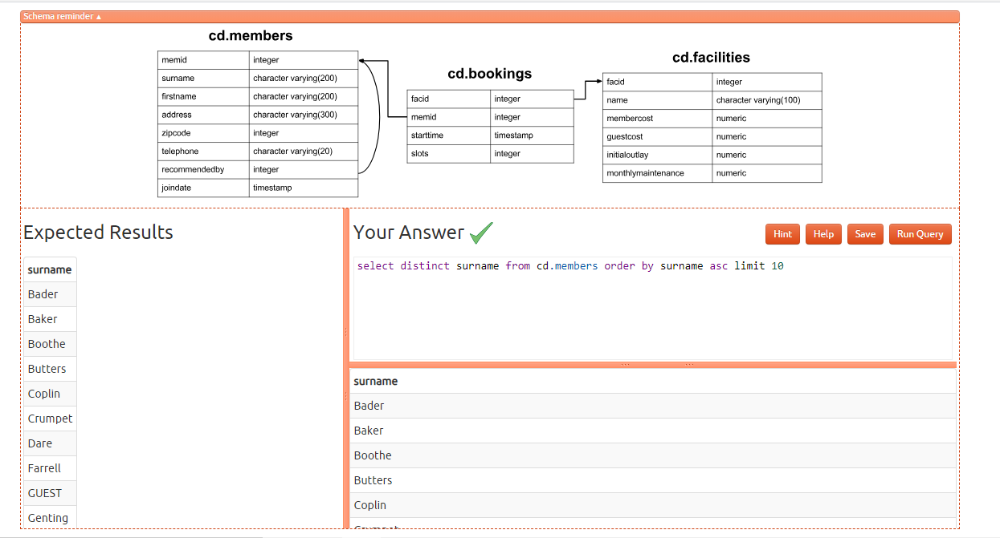 Schema reminder ▲
cd.members
memid integer
surname character varying(200)
firstname character varying(200)
address character varying(300)
zipcode integer
telephone character varying(20)
recommendedby integer
joindate timestamp
cd.bookings
facid integer
memid integer
starttime timestamp
slots integer
cd.facilities
facid integer
name character varying(100)
membercost numeric
guestcost numeric
initialoutlay numeric
monthlymaintenance numeric
Expected Results
surname
Bader
Baker
Boothe
Butters
Coplin
Crumpet
Dare
Farrell
GUEST
Genting
Your Answer
Hint Help Save Run Query
select distinct surname from cd.members order by surname asc limit 10
surname
Bader
Baker
Boothe
Butters
Coplin
Crumpet